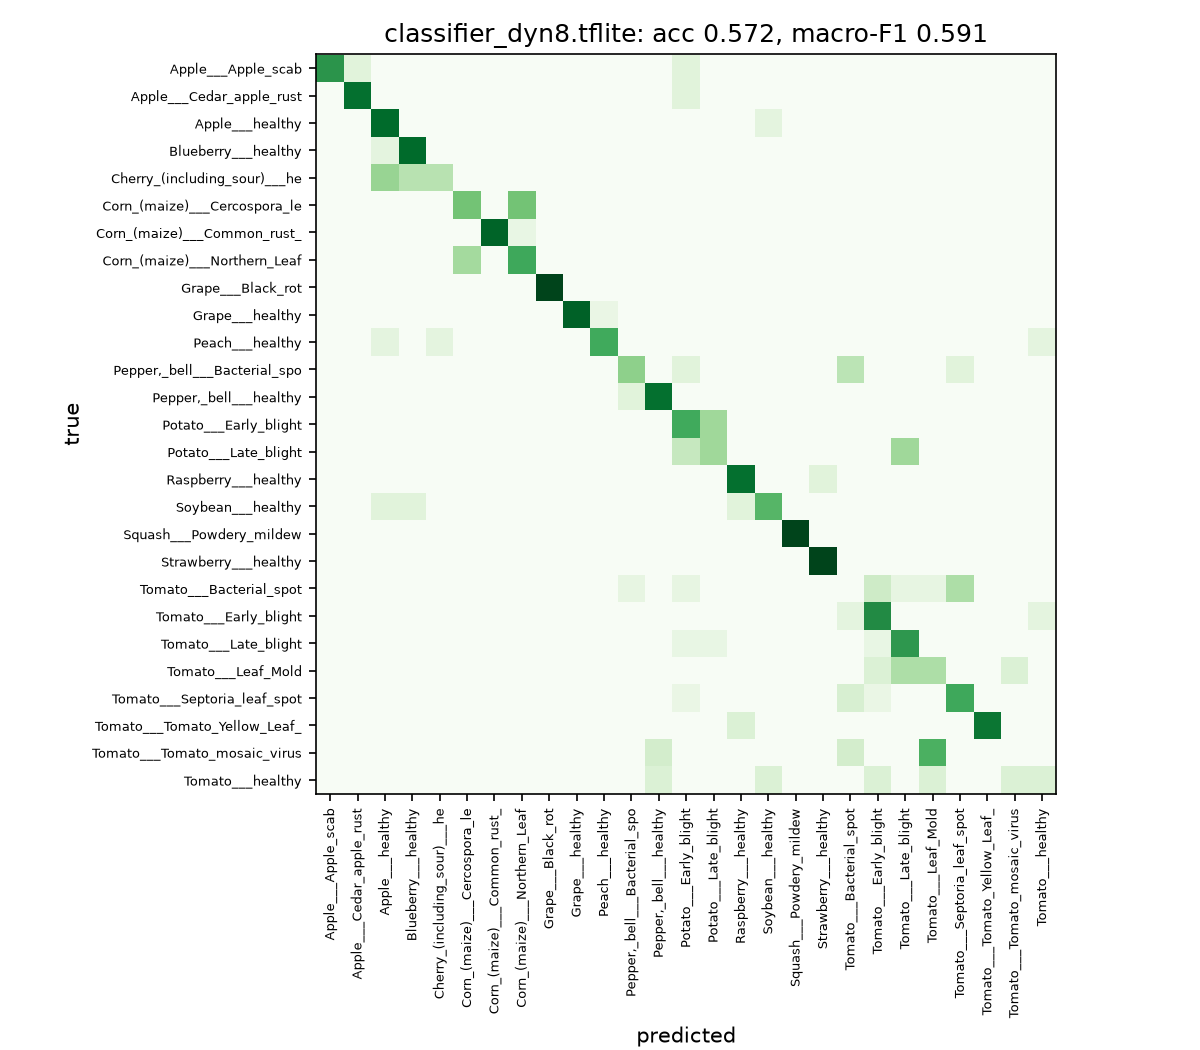 classifier_dyn8.tflite: acc 0.572, macro-F1 0.591
Apple___Apple_scab
Apple___Cedar_apple_rust
Apple___healthy
Blueberry___healthy
Cherry_(including_sour)___he
Corn_(maize)___Cercospora_le
Corn_(maize)___Common_rust_
Corn_(maize)___Northern_Leaf
Grape___Black_rot
Grape___healthy
Peach___healthy
Pepper,_bell___Bacterial_spo
Pepper,_bell___healthy
Potato___Early_blight
Potato___Late_blight
Raspberry___healthy
Soybean___healthy
Squash___Powdery_mildew
Strawberry___healthy
Tomato___Bacterial_spot
Tomato___Early_blight
Tomato___Late_blight
Tomato___Leaf_Mold
Tomato___Septoria_leaf_spot
Tomato___Tomato_Yellow_Leaf_
Tomato___Tomato_mosaic_virus
Tomato___healthy
true
Apple___Apple_scab
Apple___Cedar_apple_rust
Apple___healthy
Blueberry___healthy
Cherry_(including_sour)___he
Corn_(maize)___Cercospora_le
Corn_(maize)___Common_rust_
Corn_(maize)___Northern_Leaf
Grape___Black_rot
Grape___healthy
Peach___healthy
Pepper,_bell___Bacterial_spo
Pepper,_bell___healthy
Potato___Early_blight
Potato___Late_blight
Raspberry___healthy
Soybean___healthy
Squash___Powdery_mildew
Strawberry___healthy
Tomato___Bacterial_spot
Tomato___Early_blight
Tomato___Late_blight
Tomato___Leaf_Mold
Tomato___Septoria_leaf_spot
Tomato___Tomato_Yellow_Leaf_
Tomato___Tomato_mosaic_virus
Tomato___healthy
predicted